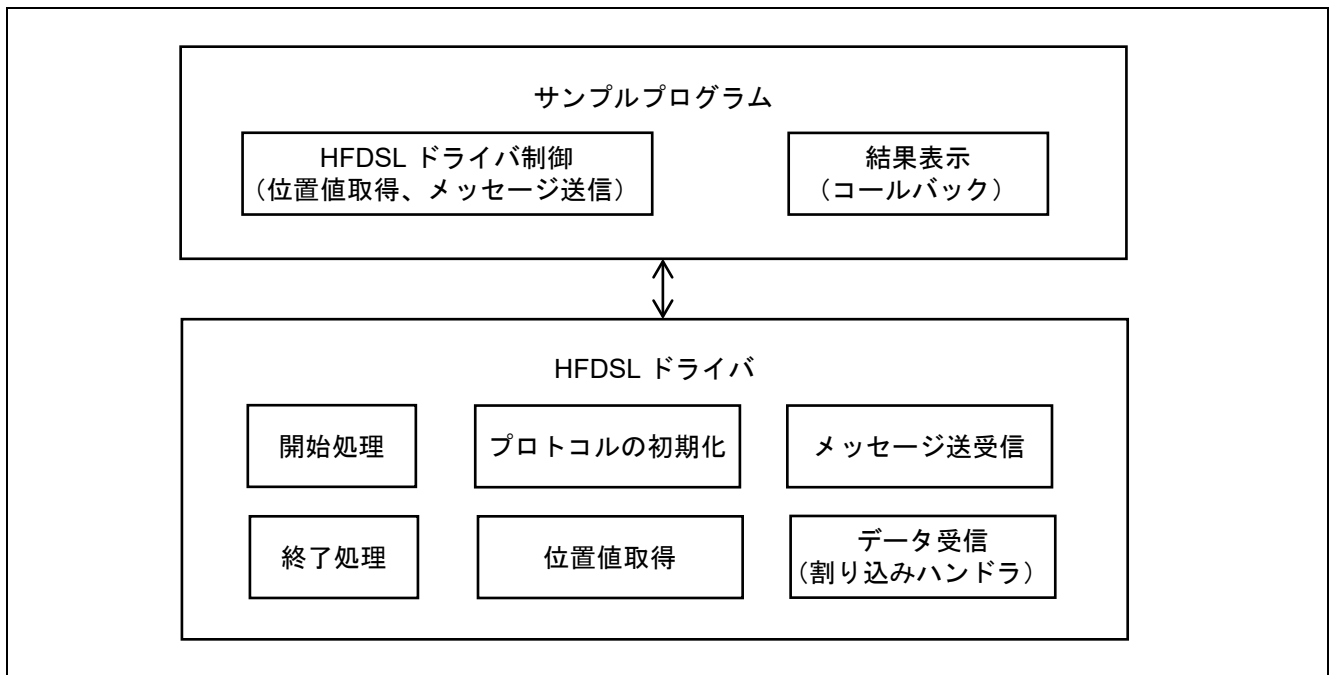 サンプルプログラム
HFDSL ドライバ制御
（位置値取得、メッセージ送信）
結果表示
（コールバック）
HFDSL ドライバ
開始処理
プロトコルの初期化
メッセージ送受信
終了処理
位置値取得
データ受信
（割り込みハンドラ）